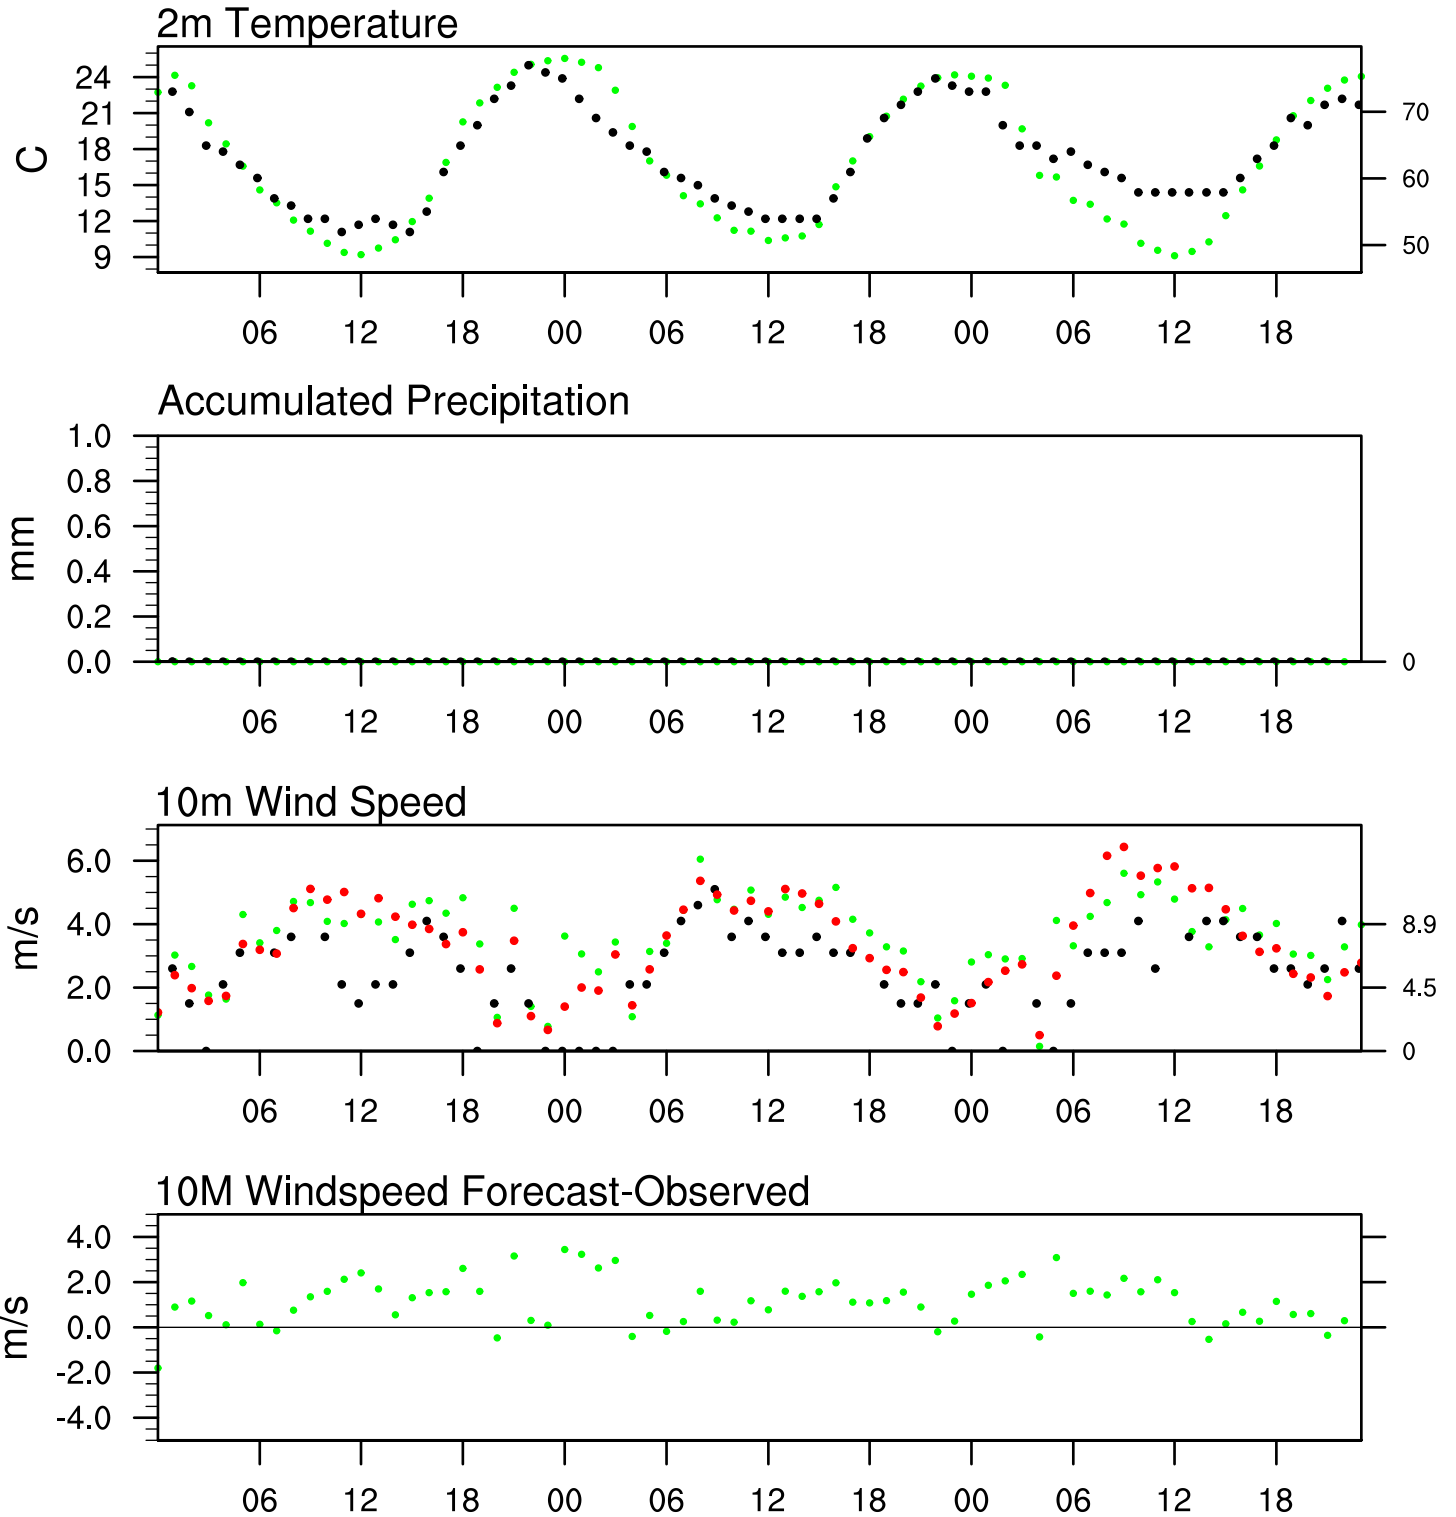 2m Temperature
24
21
18
15
12
9
C
70
60
50
06 12 18 00 06 12 18 00 06 12 18
Accumulated Precipitation
1.0
0.8
0.6
0.4
0.2
0.0
mm
0
06 12 18 00 06 12 18 00 06 12 18
10m Wind Speed
6.0
4.0
2.0
0.0
m/s
8.9
4.5
0
06 12 18 00 06 12 18 00 06 12 18
10M Windspeed Forecast-Observed
4.0
2.0
0.0
-2.0
-4.0
m/s
06 12 18 00 06 12 18 00 06 12 18